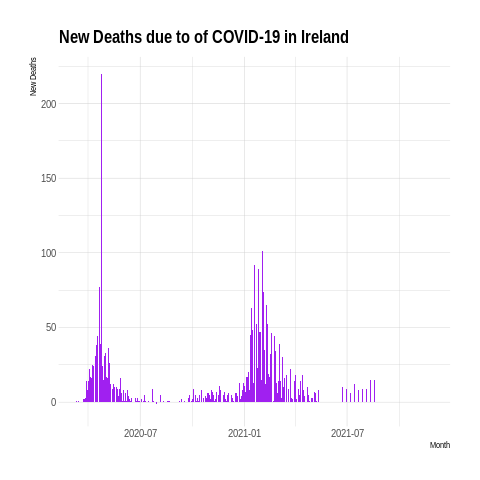 New Deaths due to of COVID-19 in Ireland
New Deaths
200
150
100
50
0
2020-07
2021-01
2021-07
Month